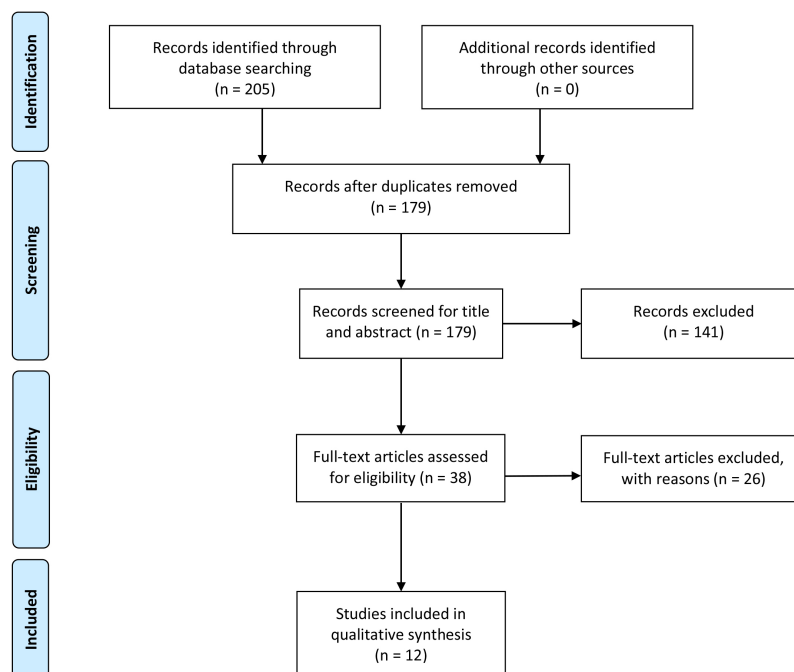 Identification
Records identified through
database searching
(n = 205)
Additional records identified
through other sources
(n = 0)
Screening
Records after duplicates removed
(n = 179)
Records screened for title
and abstract (n = 179)
Records excluded
(n = 141)
Eligibility
Full-text articles assessed
for eligibility (n = 38)
Full-text articles excluded,
with reasons (n = 26)
Included
Studies included in
qualitative synthesis
(n = 12)